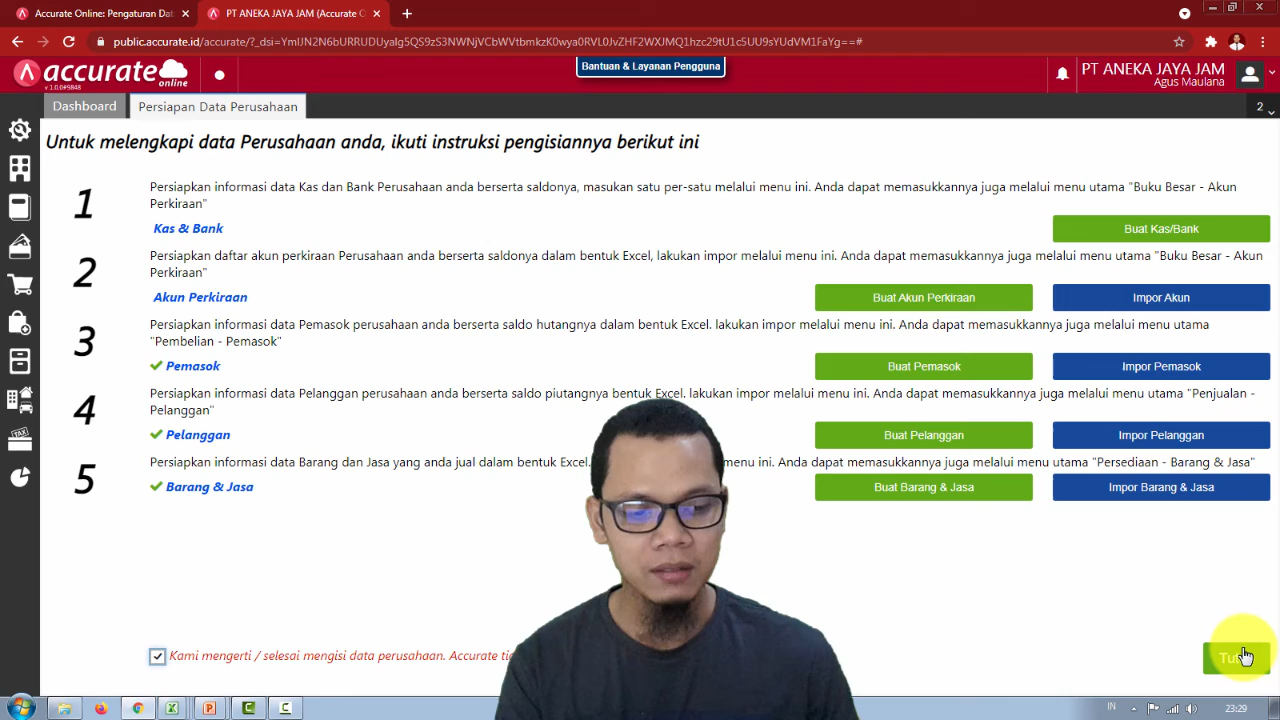 Accurate Online: Pengaturan Dat
PT ANEKA JAYA JAM (Accurate O
public.accurate.id/accurate/?_dsi=
Bantuan & Layanan Pengguna
accurate
online
v 1.0.0#9848
PT ANEKA JAYA JAM
Agus Maulana
Dashboard
Persiapan Data Perusahaan
2
Untuk melengkapi data Perusahaan anda, ikuti instruksi pengisiannya berikut ini
1
Persiapkan informasi data Kas dan Bank Perusahaan anda berserta saldonya, masukan satu per-satu melalui menu ini. Anda dapat memasukkannya juga melalui menu utama "Buku Besar - Akun
Perkiraan"
Kas & Bank
Buat Kas/Bank
2
Persiapkan daftar akun perkiraan Perusahaan anda berserta saldonya dalam bentuk Excel, lakukan impor melalui menu ini. Anda dapat memasukkannya juga melalui menu utama "Buku Besar - Akun
Perkiraan"
Akun Perkiraan
Buat Akun Perkiraan
Impor Akun
3
Persiapkan informasi data Pemasok perusahaan anda berserta saldo hutangnya dalam bentuk Excel. lakukan impor melalui menu ini. Anda dapat memasukkannya juga melalui menu utama
"Pembelian - Pemasok"
Pemasok
Buat Pemasok
Impor Pemasok
4
Persiapkan informasi data Pelanggan perusahaan anda berserta saldo piutangnya dalam bentuk Excel. lakukan impor melalui menu ini. Anda dapat memasukkannya juga melalui menu utama "Penjualan -
Pelanggan"
Pelanggan
Buat Pelanggan
Impor Pelanggan
5
Persiapkan informasi data Barang dan Jasa yang anda jual dalam bentuk Excel. menu ini. Anda dapat memasukkannya juga melalui menu utama "Persediaan - Barang & Jasa"
Barang & Jasa
Buat Barang & Jasa
Impor Barang & Jasa
Kami mengerti / selesai mengisi data perusahaan. Accurate
TAX
IN
23:29